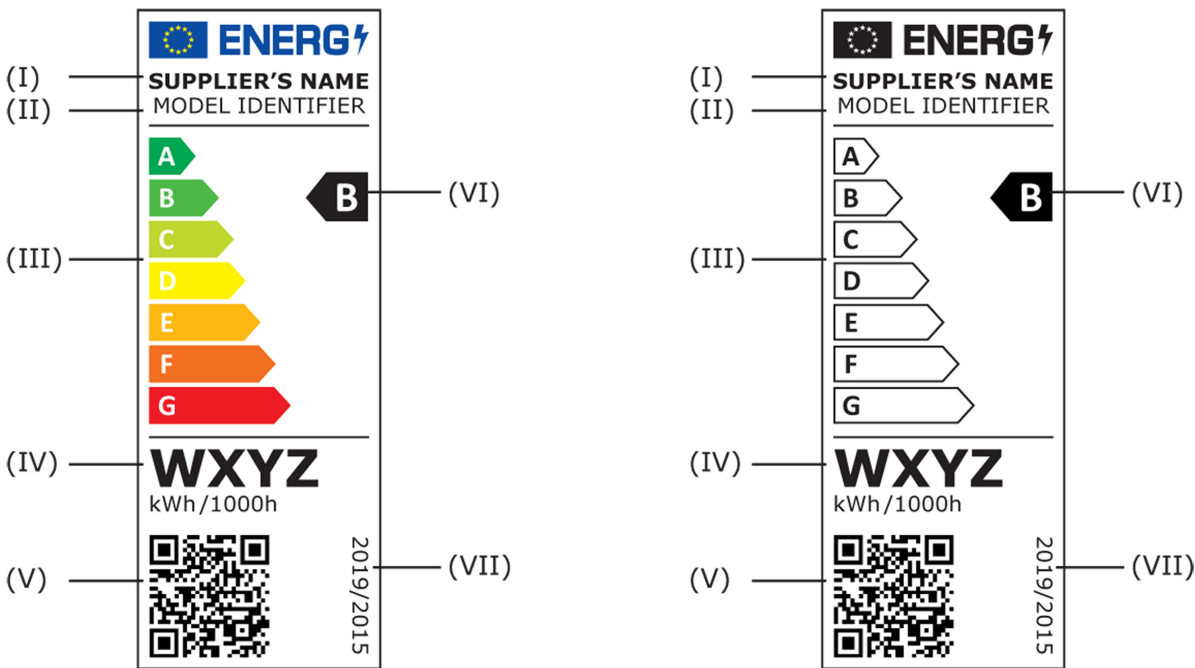 ENERG
(I) SUPPLIER'S NAME
(II) MODEL IDENTIFIER
A
B B (VI)
C
(III)
D
E
F
G
(IV) WXYZ
kWh/1000h
(V)
2019/2015 (VII)
ENERG
(I) SUPPLIER'S NAME
(II) MODEL IDENTIFIER
A
B B (VI)
C
(III)
D
E
F
G
(IV) WXYZ
kWh/1000h
(V)
2019/2015 (VII)